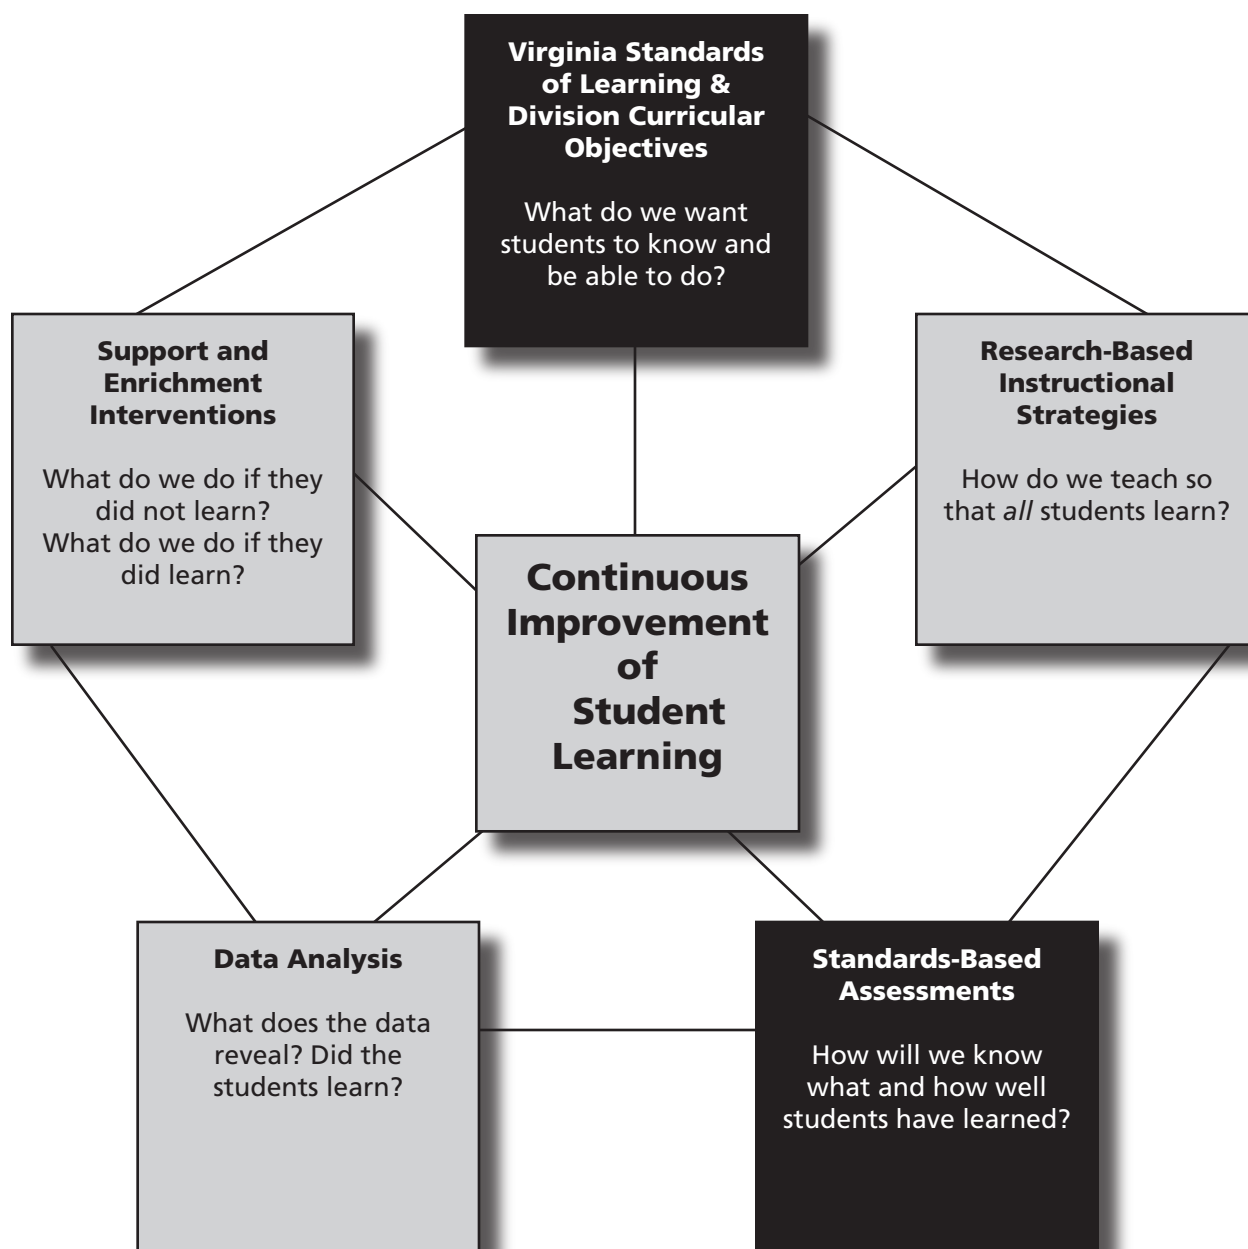 Virginia Standards
of Learning &
Division Curricular
Objectives
What do we want
students to know and
be able to do?
Support and
Enrichment
Interventions
What do we do if they
did not learn?
What do we do if they
did learn?
Research-Based
Instructional
Strategies
How do we teach so
that all students learn?
Continuous
Improvement
of
Student
Learning
Data Analysis
What does the data
reveal? Did the
students learn?
Standards-Based
Assessments
How will we know
what and how well
students have learned?